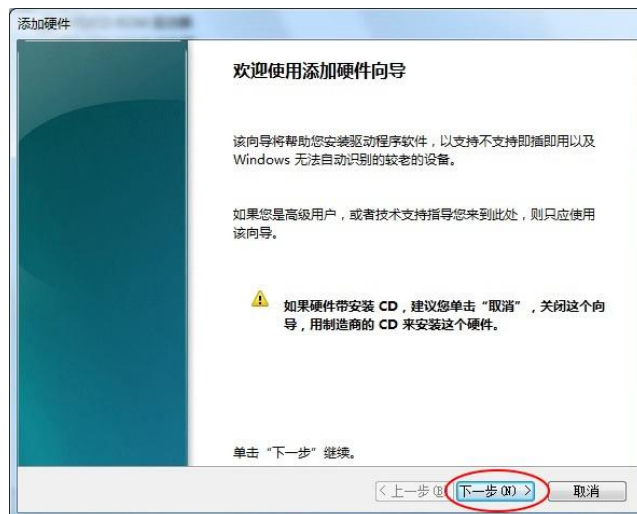 添加硬件
欢迎使用添加硬件向导
该向导将帮助您安装驱动程序软件，以支持不支持即插即用以及
Windows 无法自动识别的较老的设备。
如果您是高级用户，或者技术支持指导您来到此处，则只应使用
该向导。
如果硬件带安装 CD，建议您单击“取消”，关闭这个向
导，用制造商的 CD 来安装这个硬件。
单击“下一步”继续。
< 上一步(B) 下一步(N) > 取消